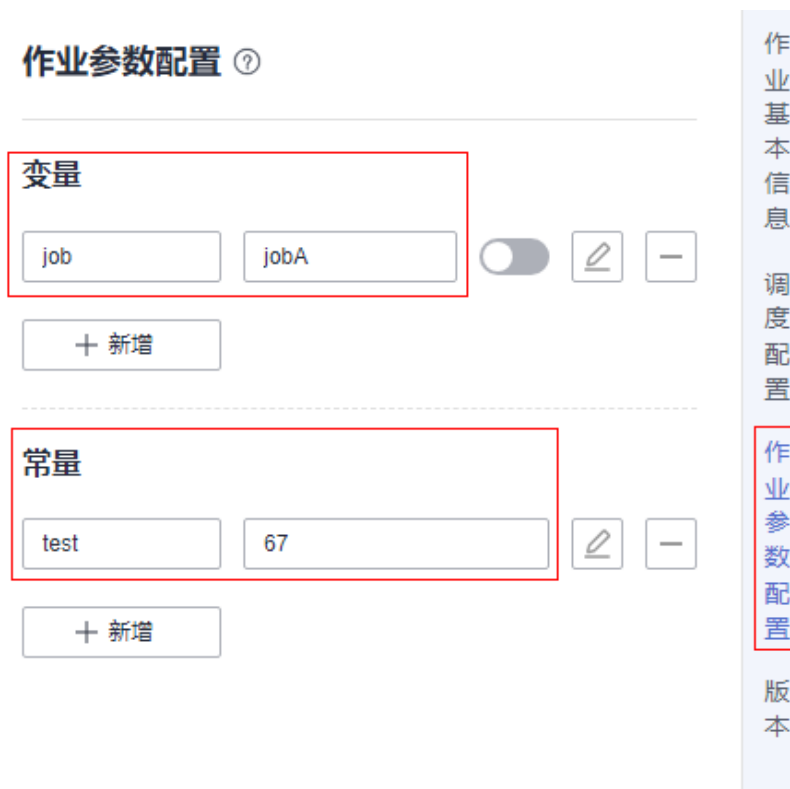 作业参数配置
变量
job
jobA
新增
常量
test
67
新增
作业基本信息
调度配置
作业参数配置
版本